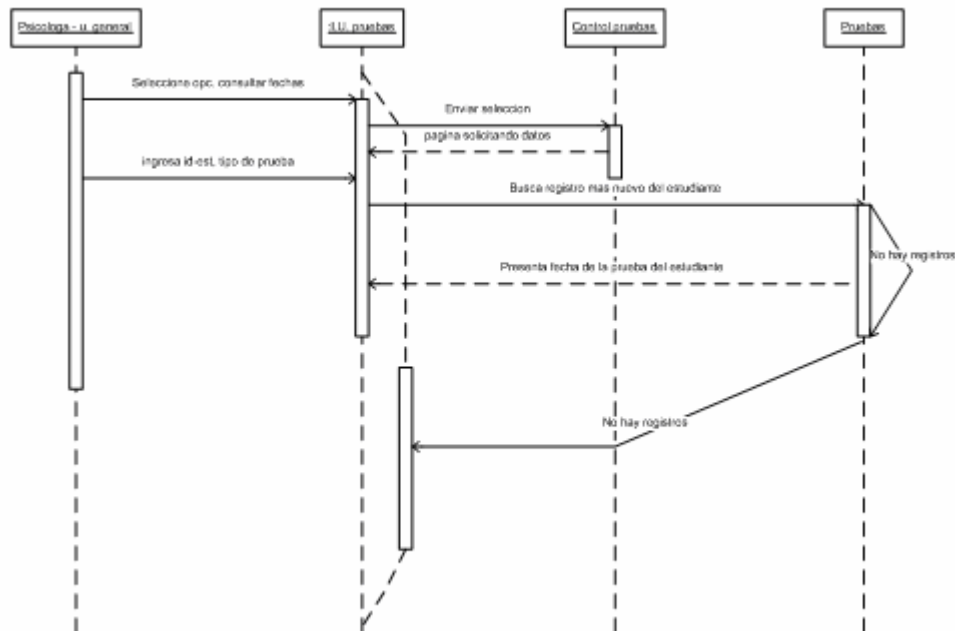 Psicologa - u. general
:I.U. pruebas
Control pruebas
Pruebas
Seleccione opc. consultar fechas
Enviar seleccion
pagina solicitando datos
ingresa id-est. tipo de prueba
Busca registro mas nuevo del estudiante
No hay registros
Presenta fecha de la prueba del estudiante
No hay registros